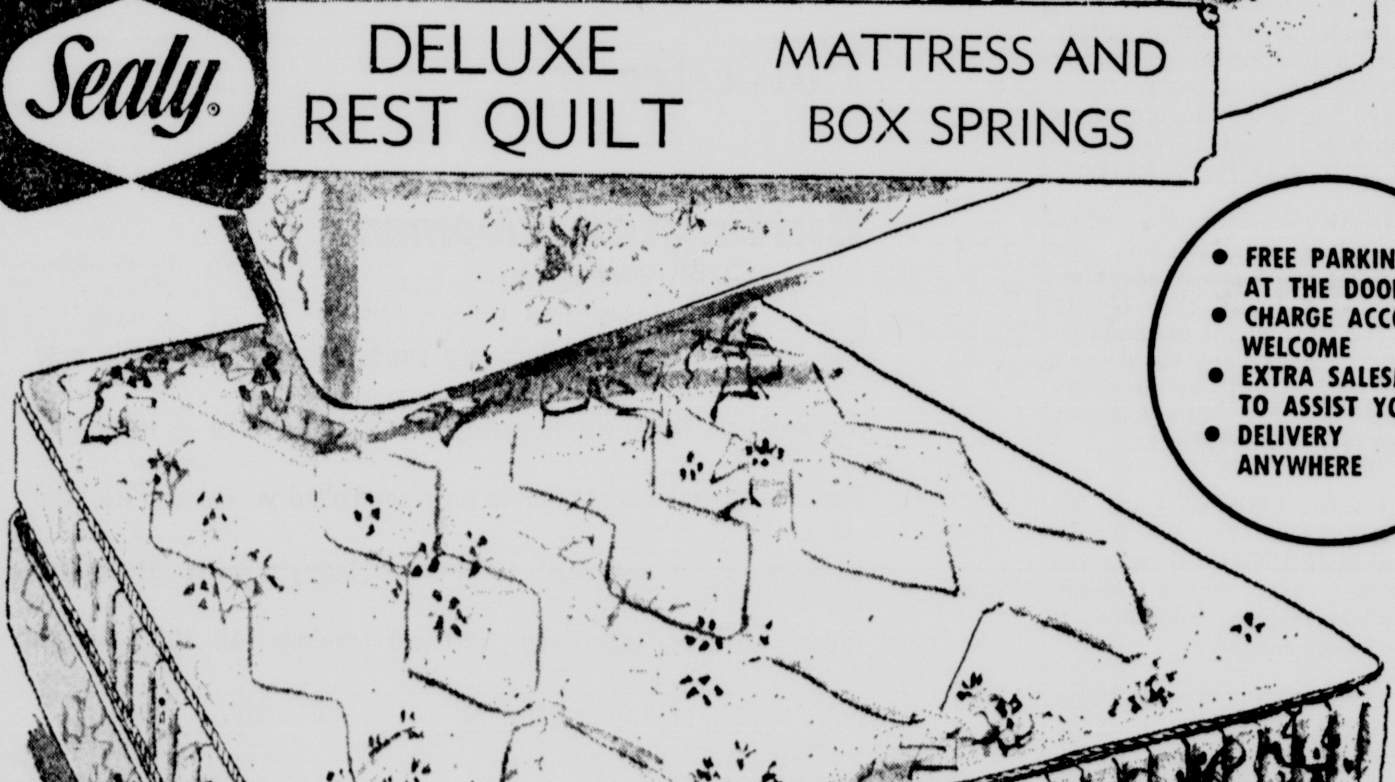 Sealy®
DELUXE
REST QUILT
MATTRESS AND
BOX SPRINGS
• FREE PARKIN
AT THE DOO
• CHARGE ACCO
WELCOME
• EXTRA SALES
TO ASSIST YO
• DELIVERY
ANYWHERE